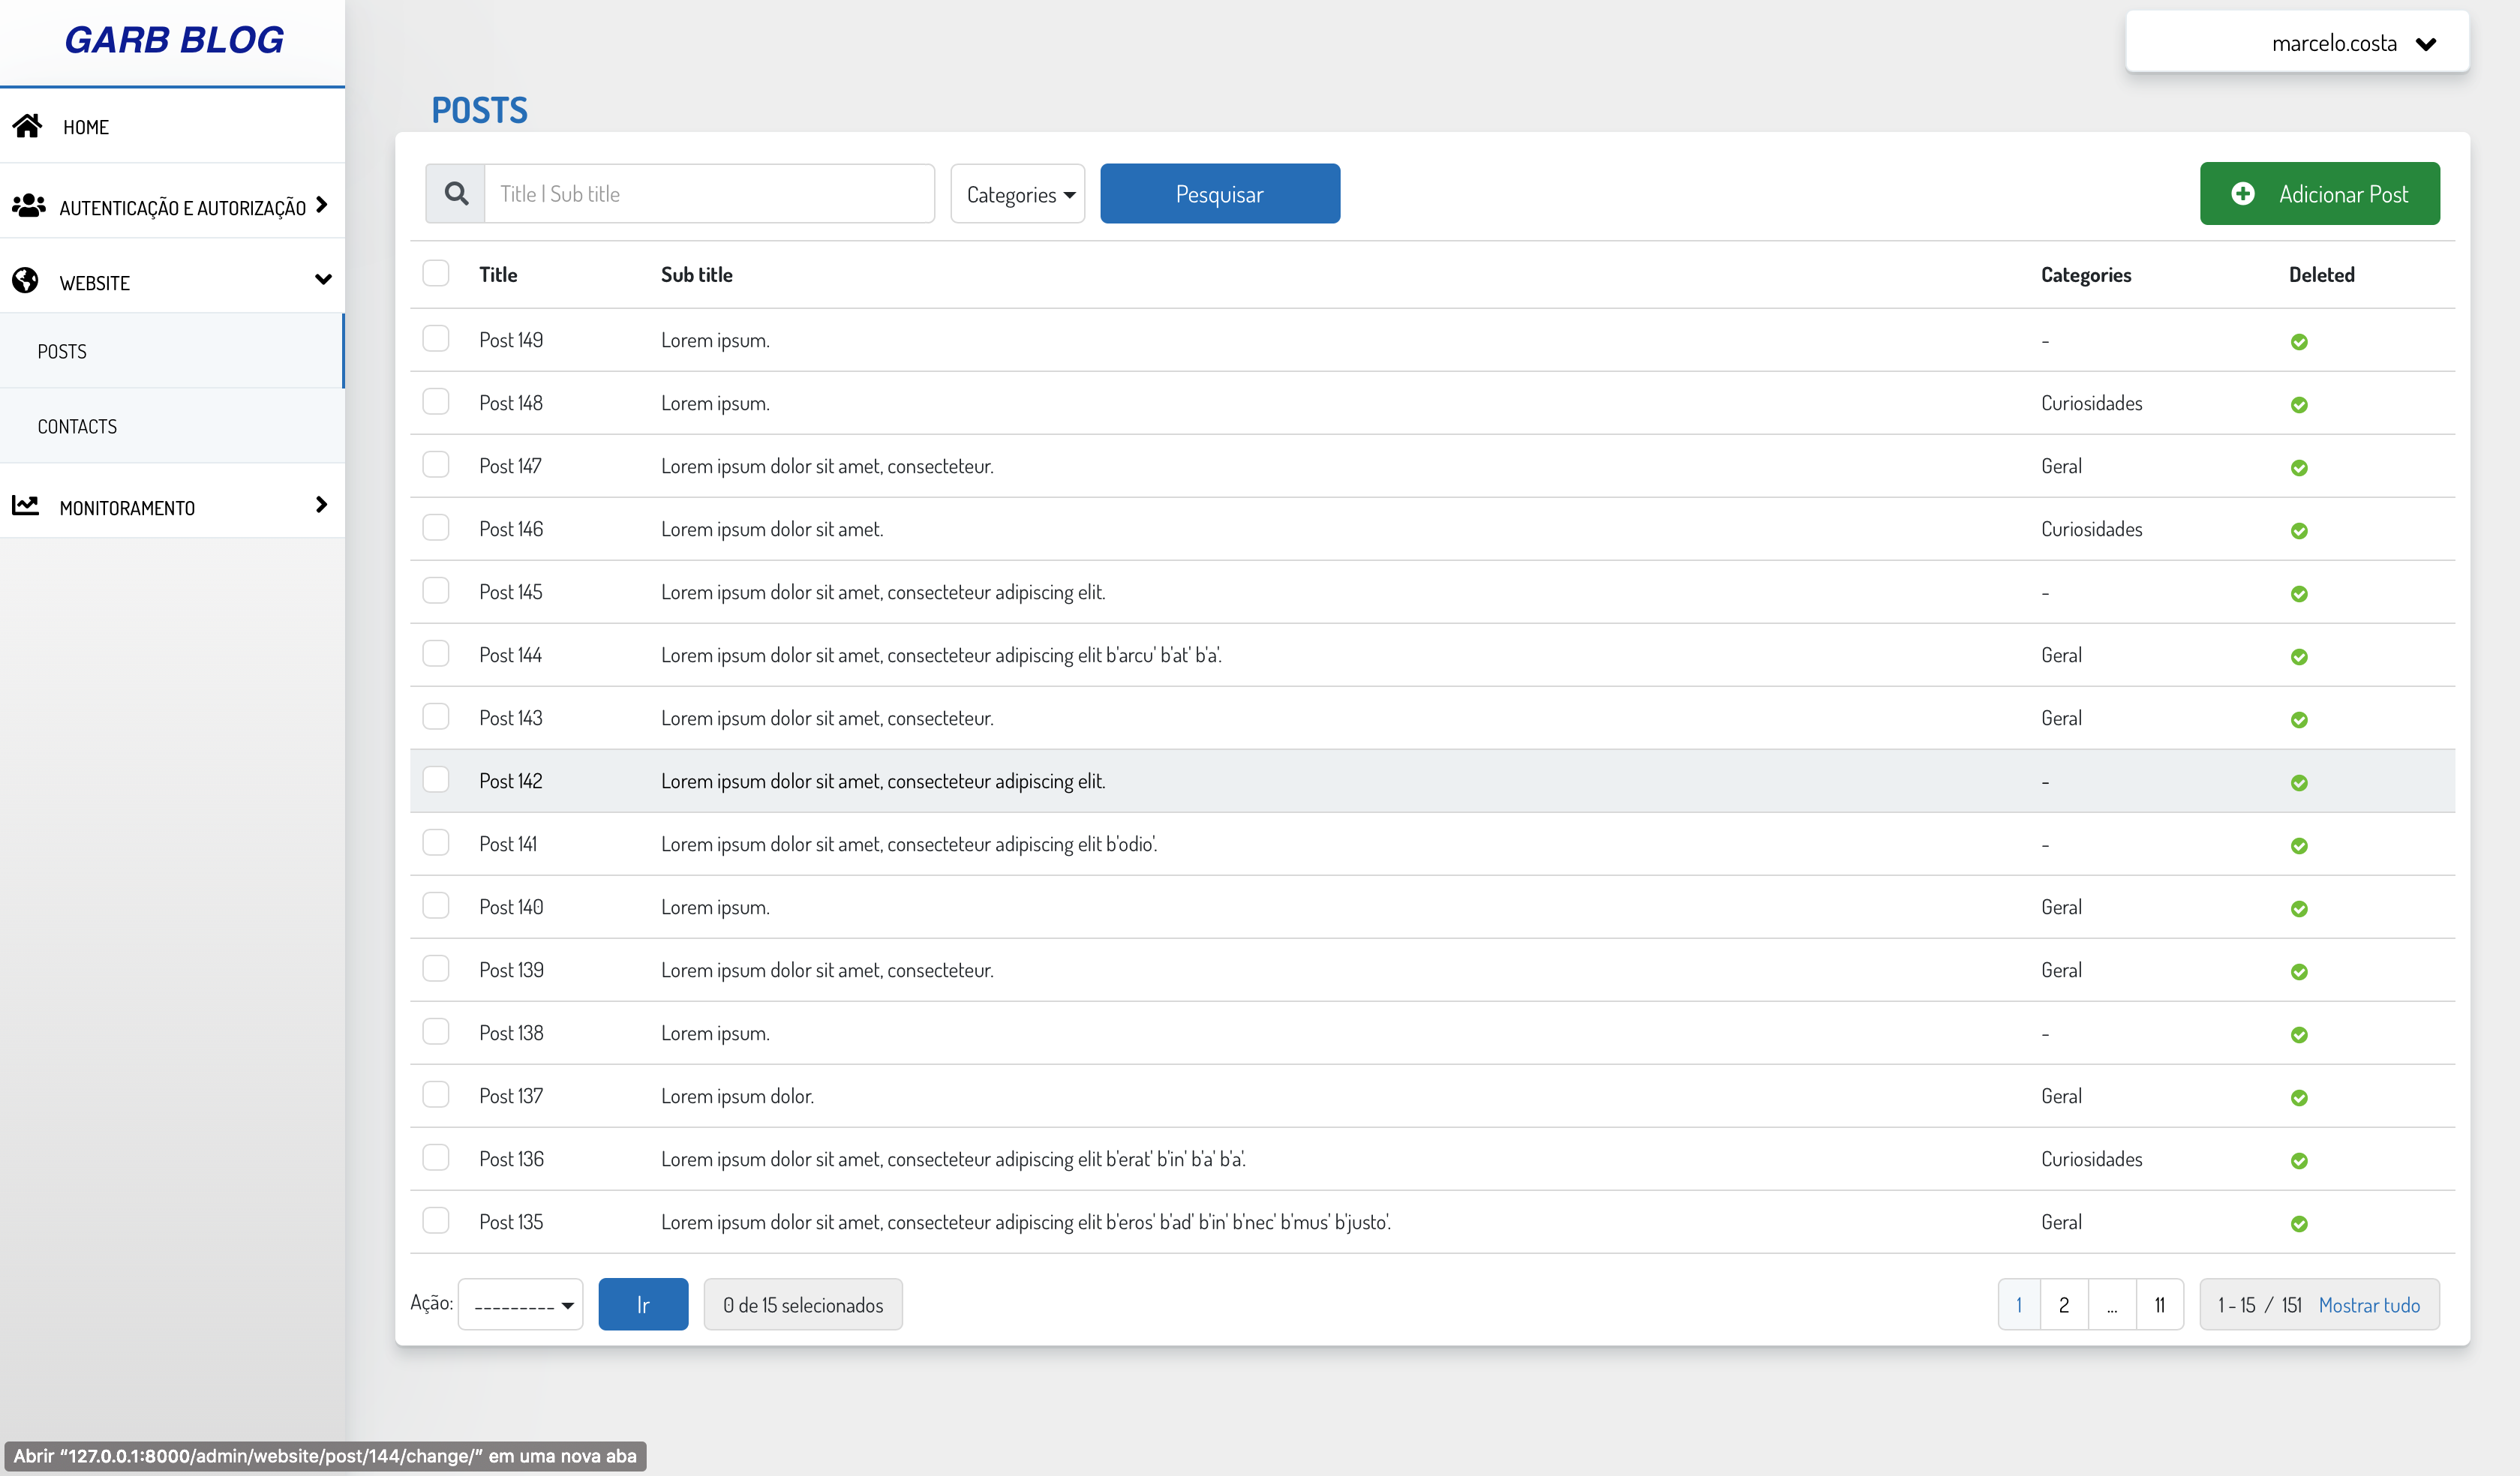 GARB BLOG
marcelo.costa
HOME
AUTENTICAÇÃO E AUTORIZAÇÃO
WEBSITE
POSTS
CONTACTS
MONITORAMENTO
POSTS
Title | Sub title
Categories
Pesquisar
Adicionar Post
Title Sub title Categories Deleted
Post 149 Lorem ipsum. -
Post 148 Lorem ipsum. Curiosidades
Post 147 Lorem ipsum dolor sit amet, consecteteur. Geral
Post 146 Lorem ipsum dolor sit amet. Curiosidades
Post 145 Lorem ipsum dolor sit amet, consecteteur adipiscing elit. -
Post 144 Lorem ipsum dolor sit amet, consecteteur adipiscing elit b'arcu' b'at' b'a'. Geral
Post 143 Lorem ipsum dolor sit amet, consecteteur. Geral
Post 142 Lorem ipsum dolor sit amet, consecteteur adipiscing elit. -
Post 141 Lorem ipsum dolor sit amet, consecteteur adipiscing elit b'odio'. -
Post 140 Lorem ipsum. Geral
Post 139 Lorem ipsum dolor sit amet, consecteteur. Geral
Post 138 Lorem ipsum. -
Post 137 Lorem ipsum dolor. Geral
Post 136 Lorem ipsum dolor sit amet, consecteteur adipiscing elit b'erat' b'in' b'a' b'a'. Curiosidades
Post 135 Lorem ipsum dolor sit amet, consecteteur adipiscing elit b'eros' b'ad' b'in' b'nec' b'mus' b'justo'. Geral
Ação: --------- Ir 0 de 15 selecionados 1 2 ... 11 1 - 15 / 151 Mostrar tudo
Abrir “127.0.0.1:8000/admin/website/post/144/change/” em uma nova aba